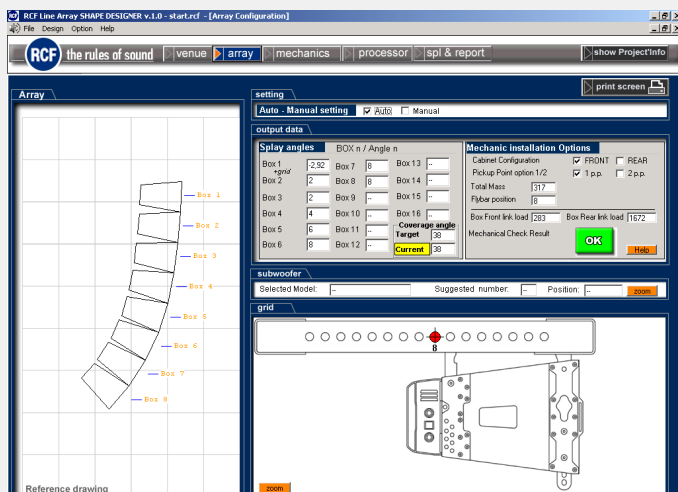 RCF Line Array SHAPE DESIGNER v.1.0 - start.rcf - [Array Configuration]
File Design Option Help
RCF the rules of sound venue array mechanics processor spl & report show Project'Info
print screen
Array
setting
Auto - Manual setting Auto Manual
output data
Splay angles BOX n / Angle n
Box 1 -2,92 Box 7 8 Box 13 --
+grid
Box 2 2 Box 8 8 Box 14 --
Box 3 2 Box 9 -- Box 15 --
Box 4 4 Box 10 -- Box 16 --
Box 5 6 Box 11 -- Coverage angle
Target 38
Box 6 8 Box 12 -- Current 38
Mechanic installation Options
Cabinet Configuration FRONT REAR
Pickup Point option 1/2 1 p.p. 2 p.p.
Total Mass 317
Flybar position 8
Box Front link load 283 Box Rear link load 1672
Mechanical Check Result OK
Help
subwoofer
Selected Model: -- Suggested number: -- Position: -- zoom
grid
8
zoom
Box 1
Box 2
Box 3
Box 4
Box 5
Box 6
Box 7
Box 8
Reference drawing